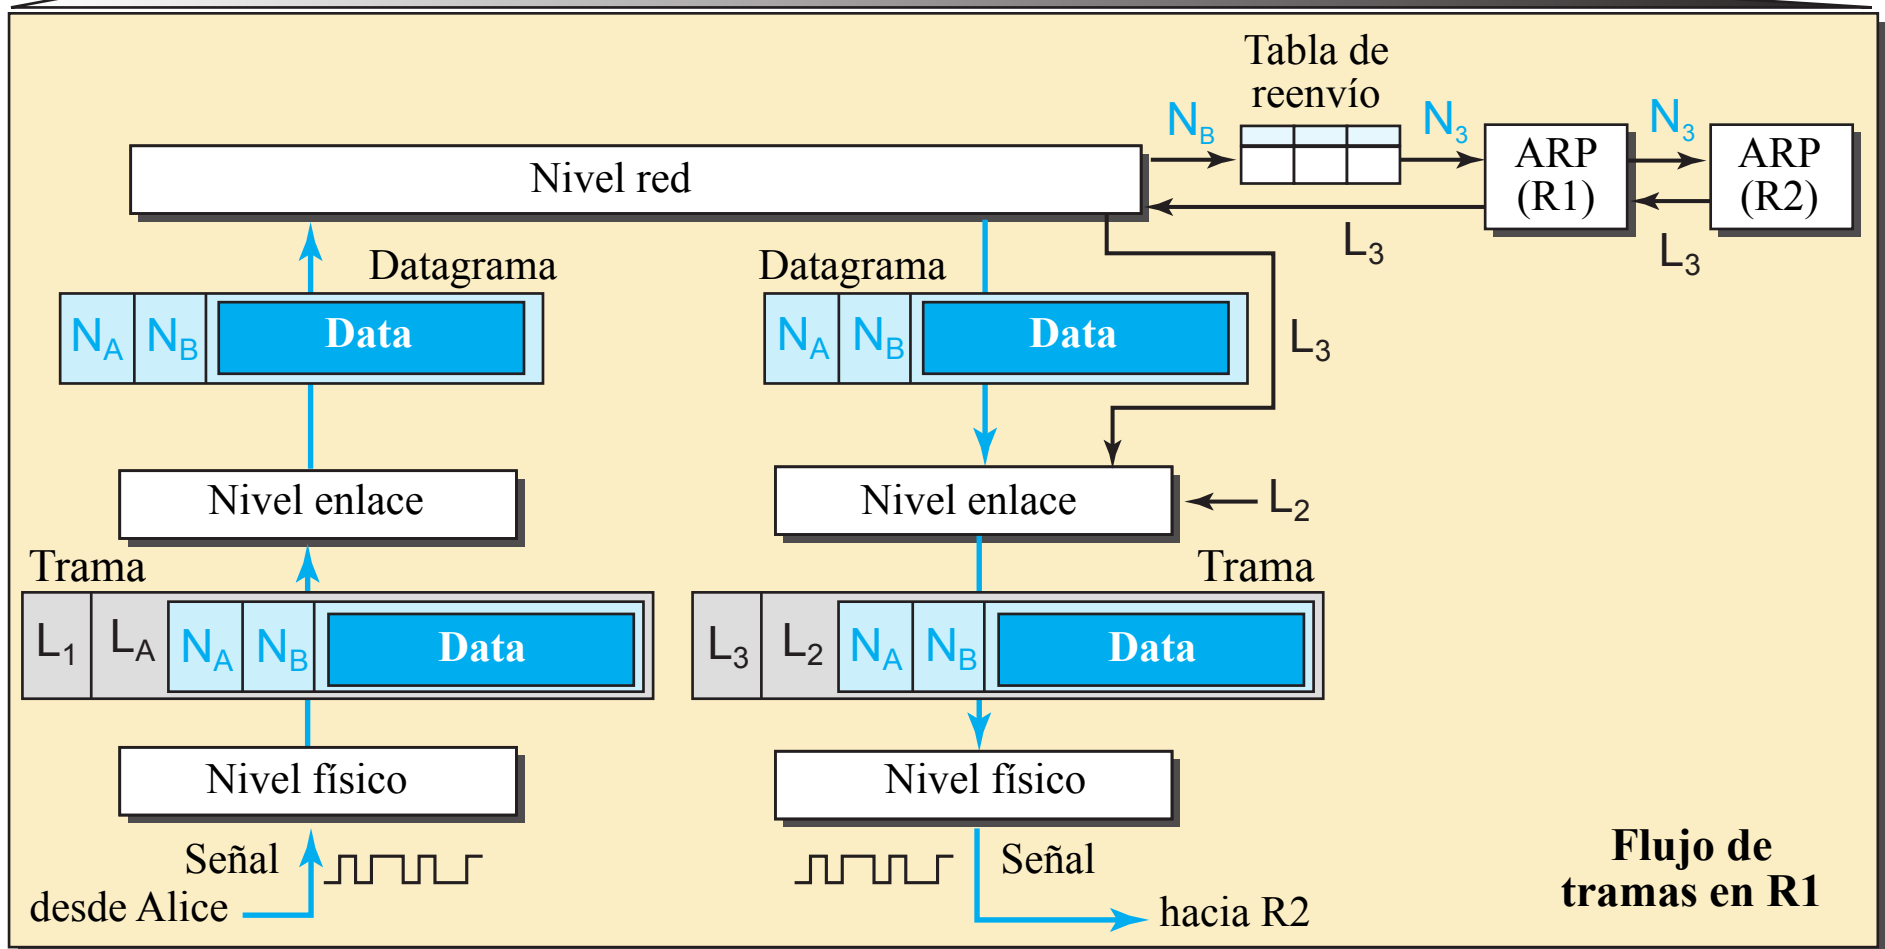 Tabla de
reenvío
N_B
N_3
ARP
(R1)
N_3
ARP
(R2)
L_3
L_3
Nivel red
Datagrama
N_A N_B Data
Datagrama
N_A N_B Data
L_3
Nivel enlace
Nivel enlace
L_2
Trama
L_1 L_A N_A N_B Data
Trama
L_3 L_2 N_A N_B Data
Nivel físico
Nivel físico
Señal
desde Alice
Señal
hacia R2
Flujo de
tramas en R1